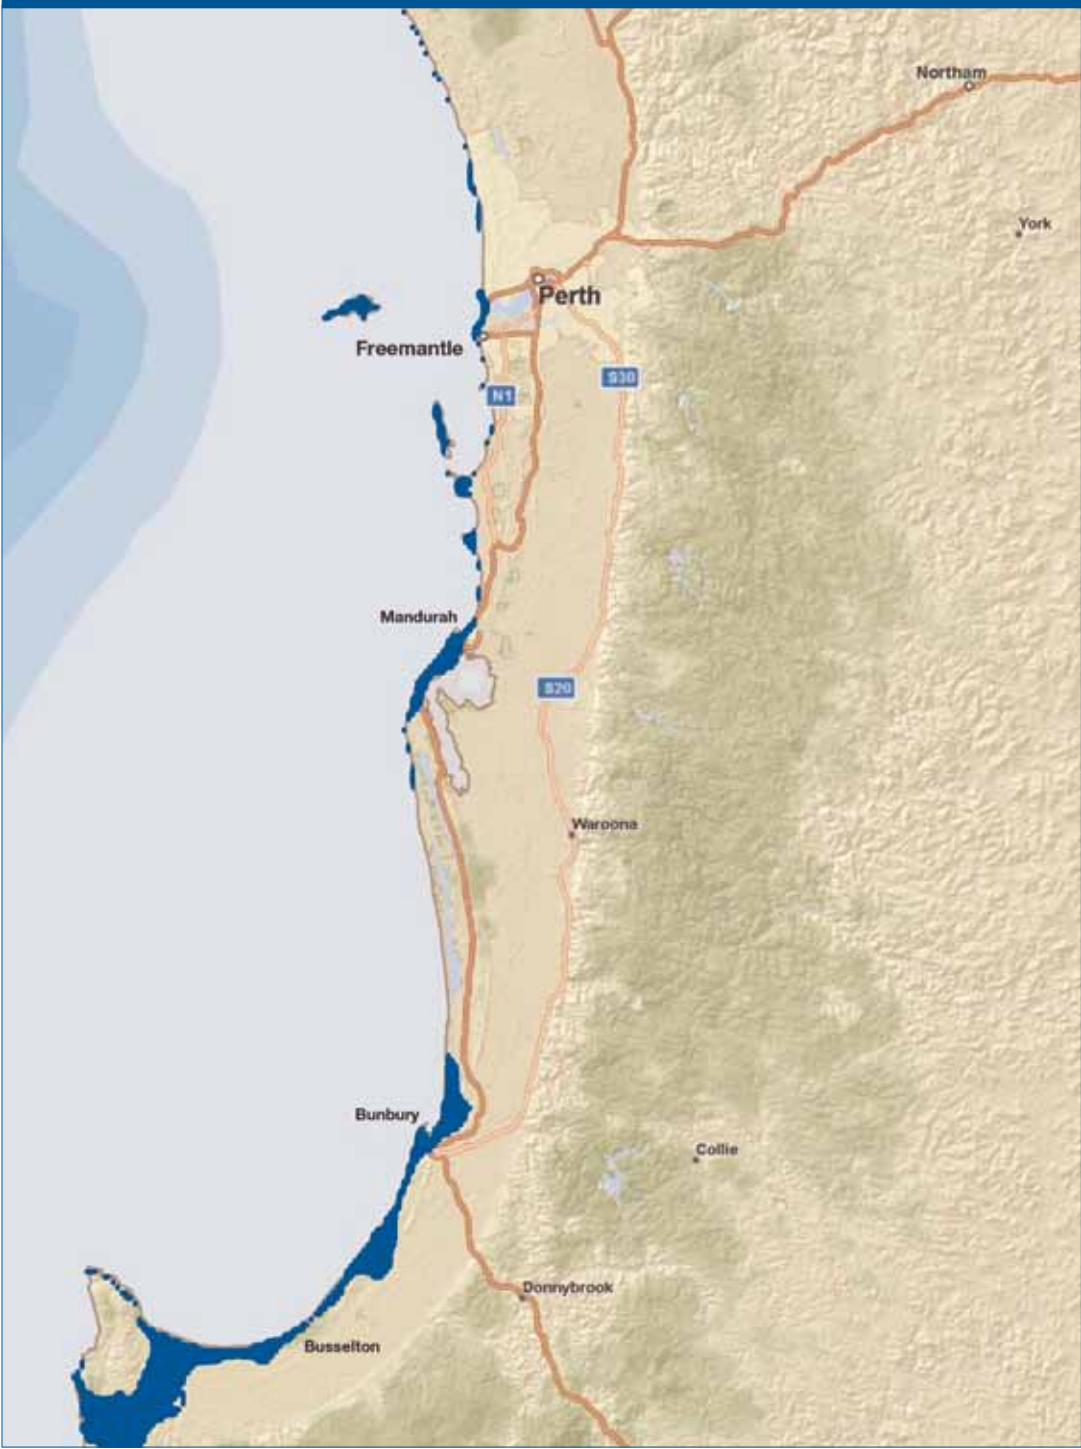 Northam
York
Perth
Freemantle
S30
N1
Mandurah
S20
Waroona
Bunbury
Collie
Donnybrook
Busselton